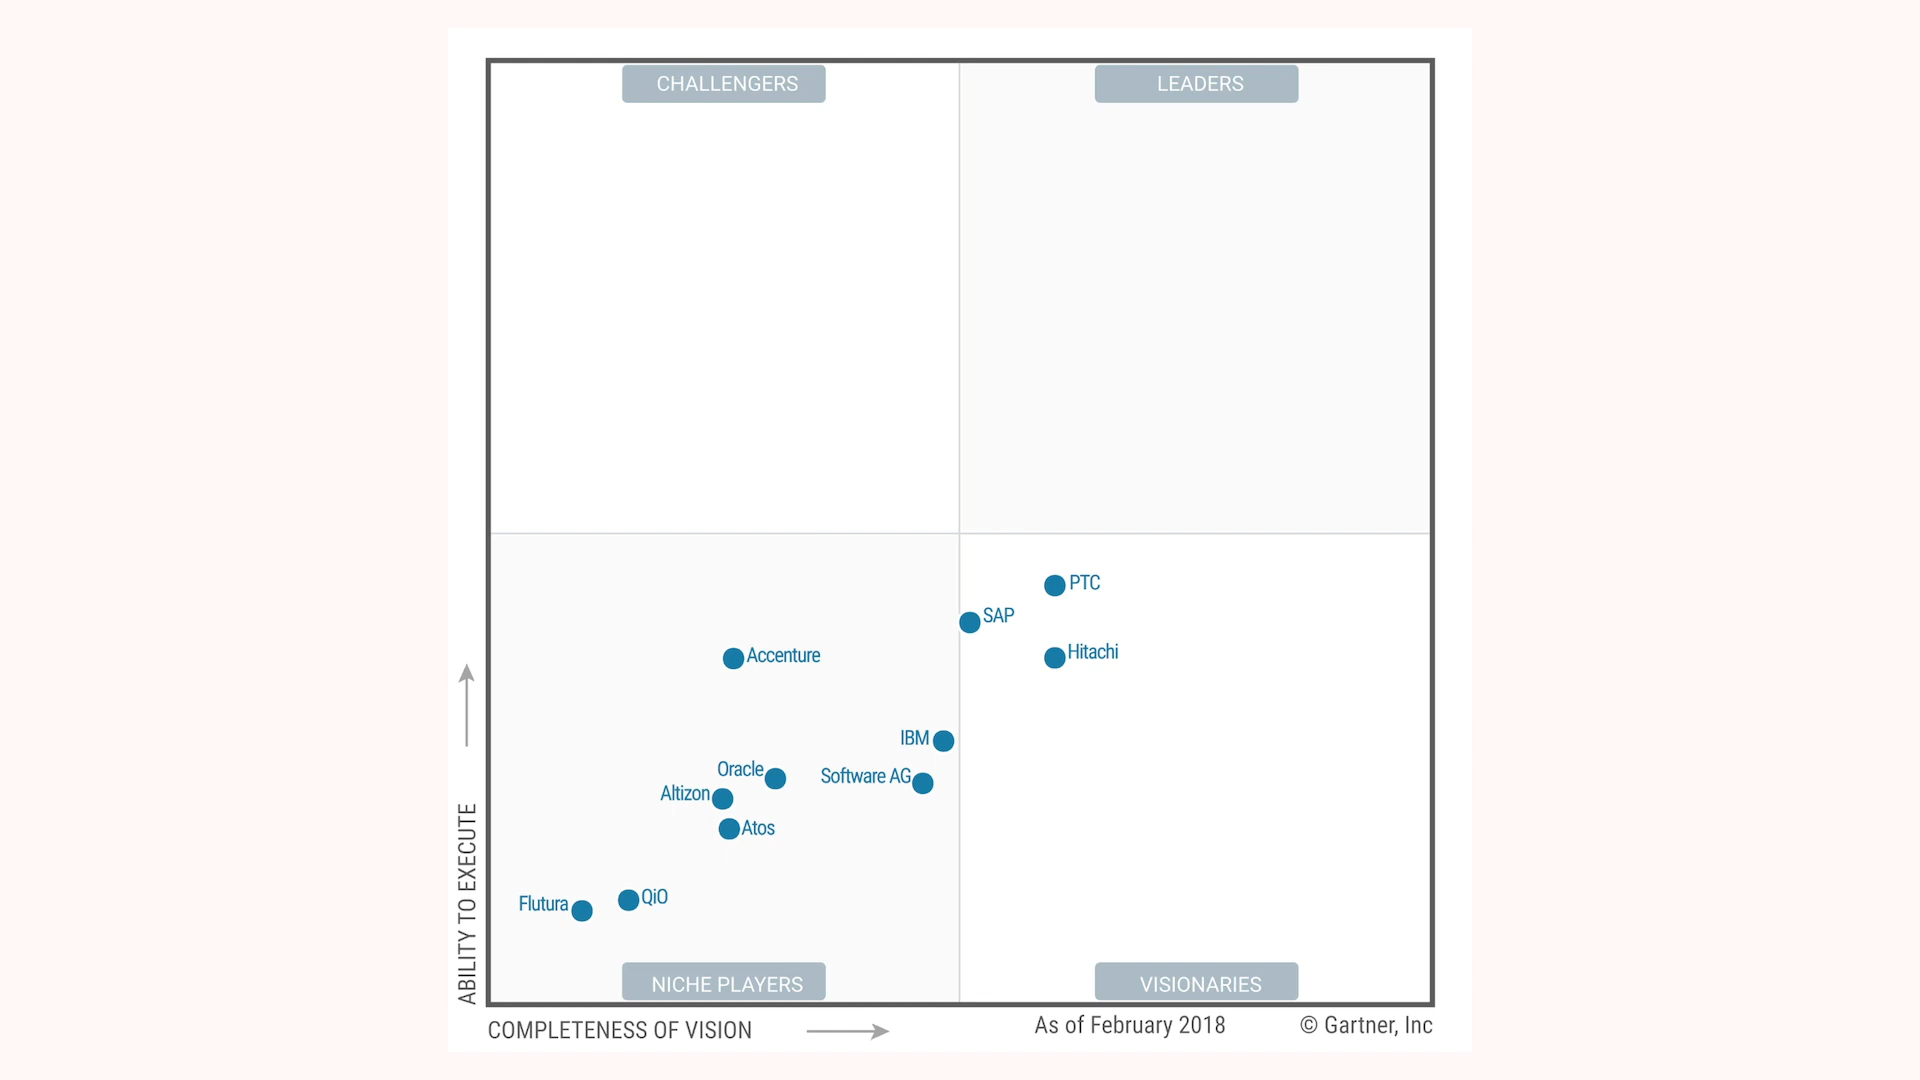 CHALLENGERS
LEADERS
PTC
SAP
Hitachi
Accenture
IBM
Oracle
Software AG
Altizon
Atos
QiO
Flutura
NICHE PLAYERS
VISIONARIES
ABILITY TO EXECUTE
COMPLETENESS OF VISION
As of February 2018
© Gartner, Inc